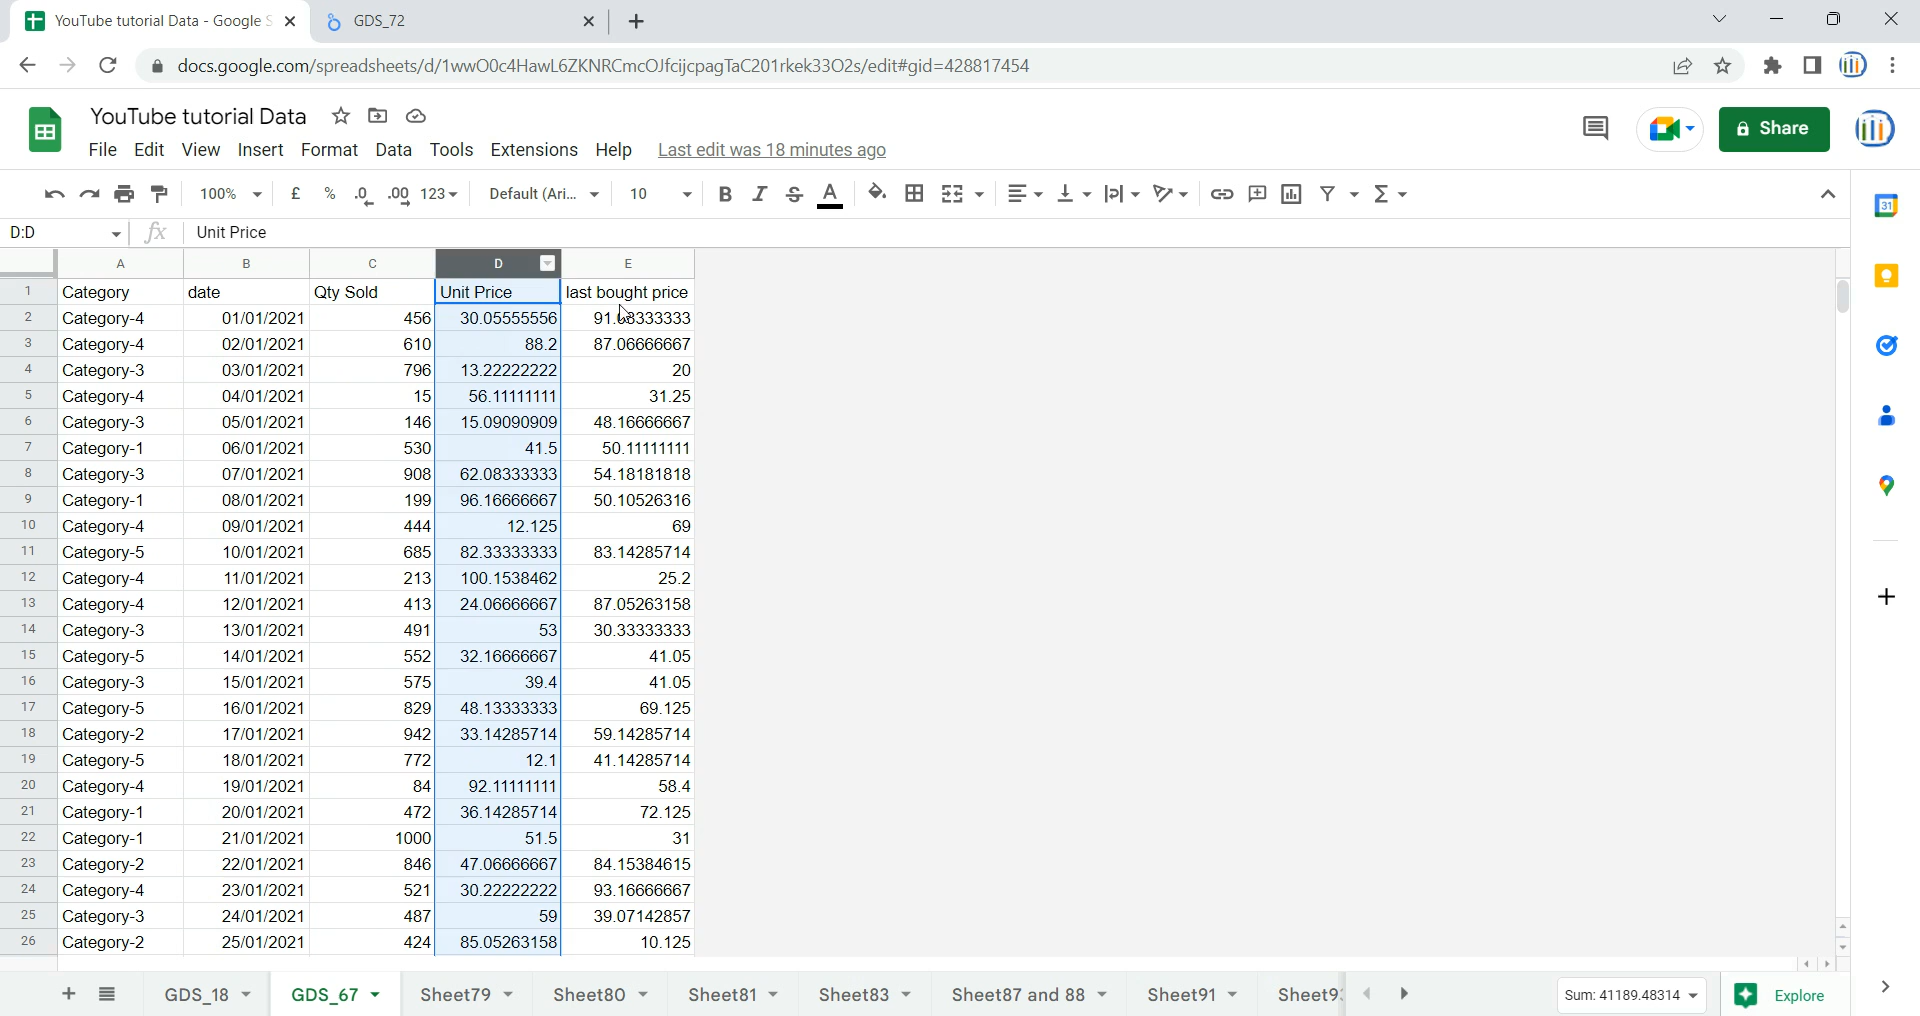 YouTube tutorial Data - Google S
GDS_72
docs.google.com/spreadsheets/d/1wwO0c4HawL6ZKNRCmcOJfcijcpagTaC201rkek33O2s/edit#gid=428817454
YouTube tutorial Data
File Edit View Insert Format Data Tools Extensions Help Last edit was 18 minutes ago
Share
100% £ % .0 .00 123 Default (Ari... 10 B I S A
31
D:D fx Unit Price
A B C D E
1 Category date Qty Sold Unit Price last bought price
2 Category-4 01/01/2021 456 30.05555556 91.08333333
3 Category-4 02/01/2021 610 88.2 87.06666667
4 Category-3 03/01/2021 796 13.22222222 20
5 Category-4 04/01/2021 15 56.11111111 31.25
6 Category-3 05/01/2021 146 15.09090909 48.16666667
7 Category-1 06/01/2021 530 41.5 50.11111111
8 Category-3 07/01/2021 908 62.08333333 54.18181818
9 Category-1 08/01/2021 199 96.16666667 50.10526316
10 Category-4 09/01/2021 444 12.125 69
11 Category-5 10/01/2021 685 82.33333333 83.14285714
12 Category-4 11/01/2021 213 100.1538462 25.2
13 Category-4 12/01/2021 413 24.06666667 87.05263158
14 Category-3 13/01/2021 491 53 30.33333333
15 Category-5 14/01/2021 552 32.16666667 41.05
16 Category-3 15/01/2021 575 39.4 41.05
17 Category-5 16/01/2021 829 48.13333333 69.125
18 Category-2 17/01/2021 942 33.14285714 59.14285714
19 Category-5 18/01/2021 772 12.1 41.14285714
20 Category-4 19/01/2021 84 92.11111111 58.4
21 Category-1 20/01/2021 472 36.14285714 72.125
22 Category-1 21/01/2021 1000 51.5 31
23 Category-2 22/01/2021 846 47.06666667 84.15384615
24 Category-4 23/01/2021 521 30.22222222 93.16666667
25 Category-3 24/01/2021 487 59 39.07142857
26 Category-2 25/01/2021 424 85.05263158 10.125
GDS_18 GDS_67 Sheet79 Sheet80 Sheet81 Sheet83 Sheet87 and 88 Sheet91 Sheet9 Sum: 41189.48314 Explore